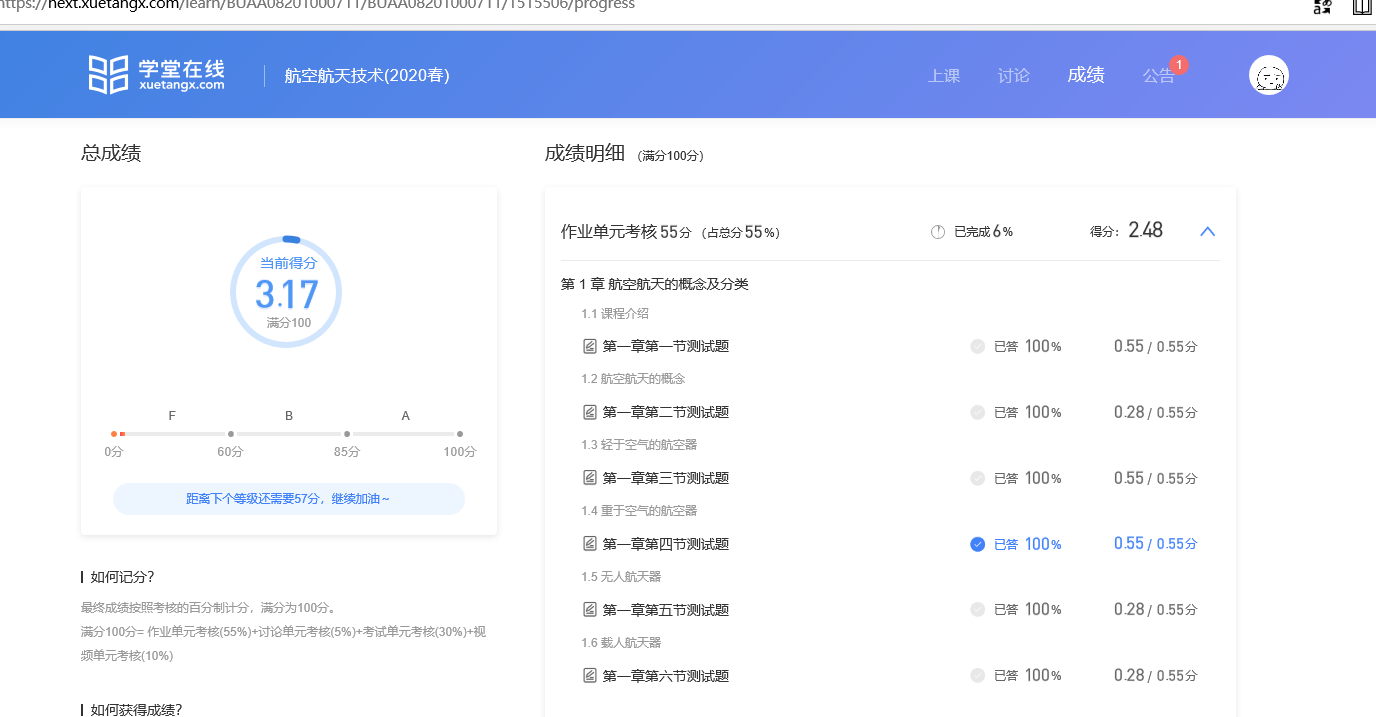 https://next.xuetangx.com/learn/BUAA08201000711/BUAA08201000711/1515506/progress
学堂在线
xuetangx.com
航空航天技术(2020春)
上课
讨论
成绩
公告
1
总成绩
当前得分
3.17
满分100
F
B
A
0分
60分
85分
100分
距离下个等级还需要57分，继续加油~
如何记分?
最终成绩按照考核的百分制计分，满分为100分。
满分100分= 作业单元考核(55%)+讨论单元考核(5%)+考试单元考核(30%)+视
频单元考核(10%)
如何获得成绩?
成绩明细 (满分100分)
作业单元考核 55分 (占总分 55%) 已完成 6% 得分: 2.48
第 1 章 航空航天的概念及分类
1.1 课程介绍
第一章第一节测试题 已答 100% 0.55 / 0.55分
1.2 航空航天的概念
第一章第二节测试题 已答 100% 0.28 / 0.55分
1.3 轻于空气的航空器
第一章第三节测试题 已答 100% 0.55 / 0.55分
1.4 重于空气的航空器
第一章第四节测试题 已答 100% 0.55 / 0.55分
1.5 无人航天器
第一章第五节测试题 已答 100% 0.28 / 0.55分
1.6 载人航天器
第一章第六节测试题 已答 100% 0.28 / 0.55分